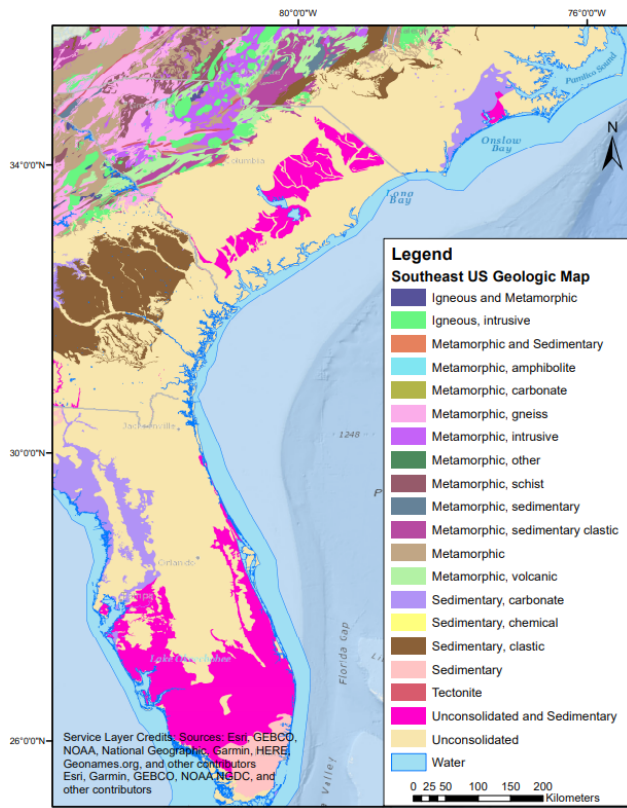 80°0'0"W
76°0'0"W
Pamlico Sound
N
Onslow
Bay
34°0'0"N
Columbia
Long
Bay
Legend
Southeast US Geologic Map
Igneous and Metamorphic
Igneous, intrusive
Metamorphic and Sedimentary
Metamorphic, amphibolite
Metamorphic, carbonate
Metamorphic, gneiss
Metamorphic, intrusive
Metamorphic, other
Metamorphic, schist
Metamorphic, sedimentary
Metamorphic, sedimentary clastic
Metamorphic
Metamorphic, volcanic
Sedimentary, carbonate
Sedimentary, chemical
Sedimentary, clastic
Sedimentary
Tectonite
Unconsolidated and Sedimentary
Unconsolidated
Water
0 25 50 100 150 200
Kilometers
Jacksonville
1248
30°0'0"N
P
Orlando
Lake Okeechobee
Florida Gap
Valley
26°0'0"N
Service Layer Credits: Sources: Esri, GEBCO,
NOAA, National Geographic, Garmin, HERE,
Geonames.org, and other contributors
Esri, Garmin, GEBCO, NOAA NGDC, and
other contributors